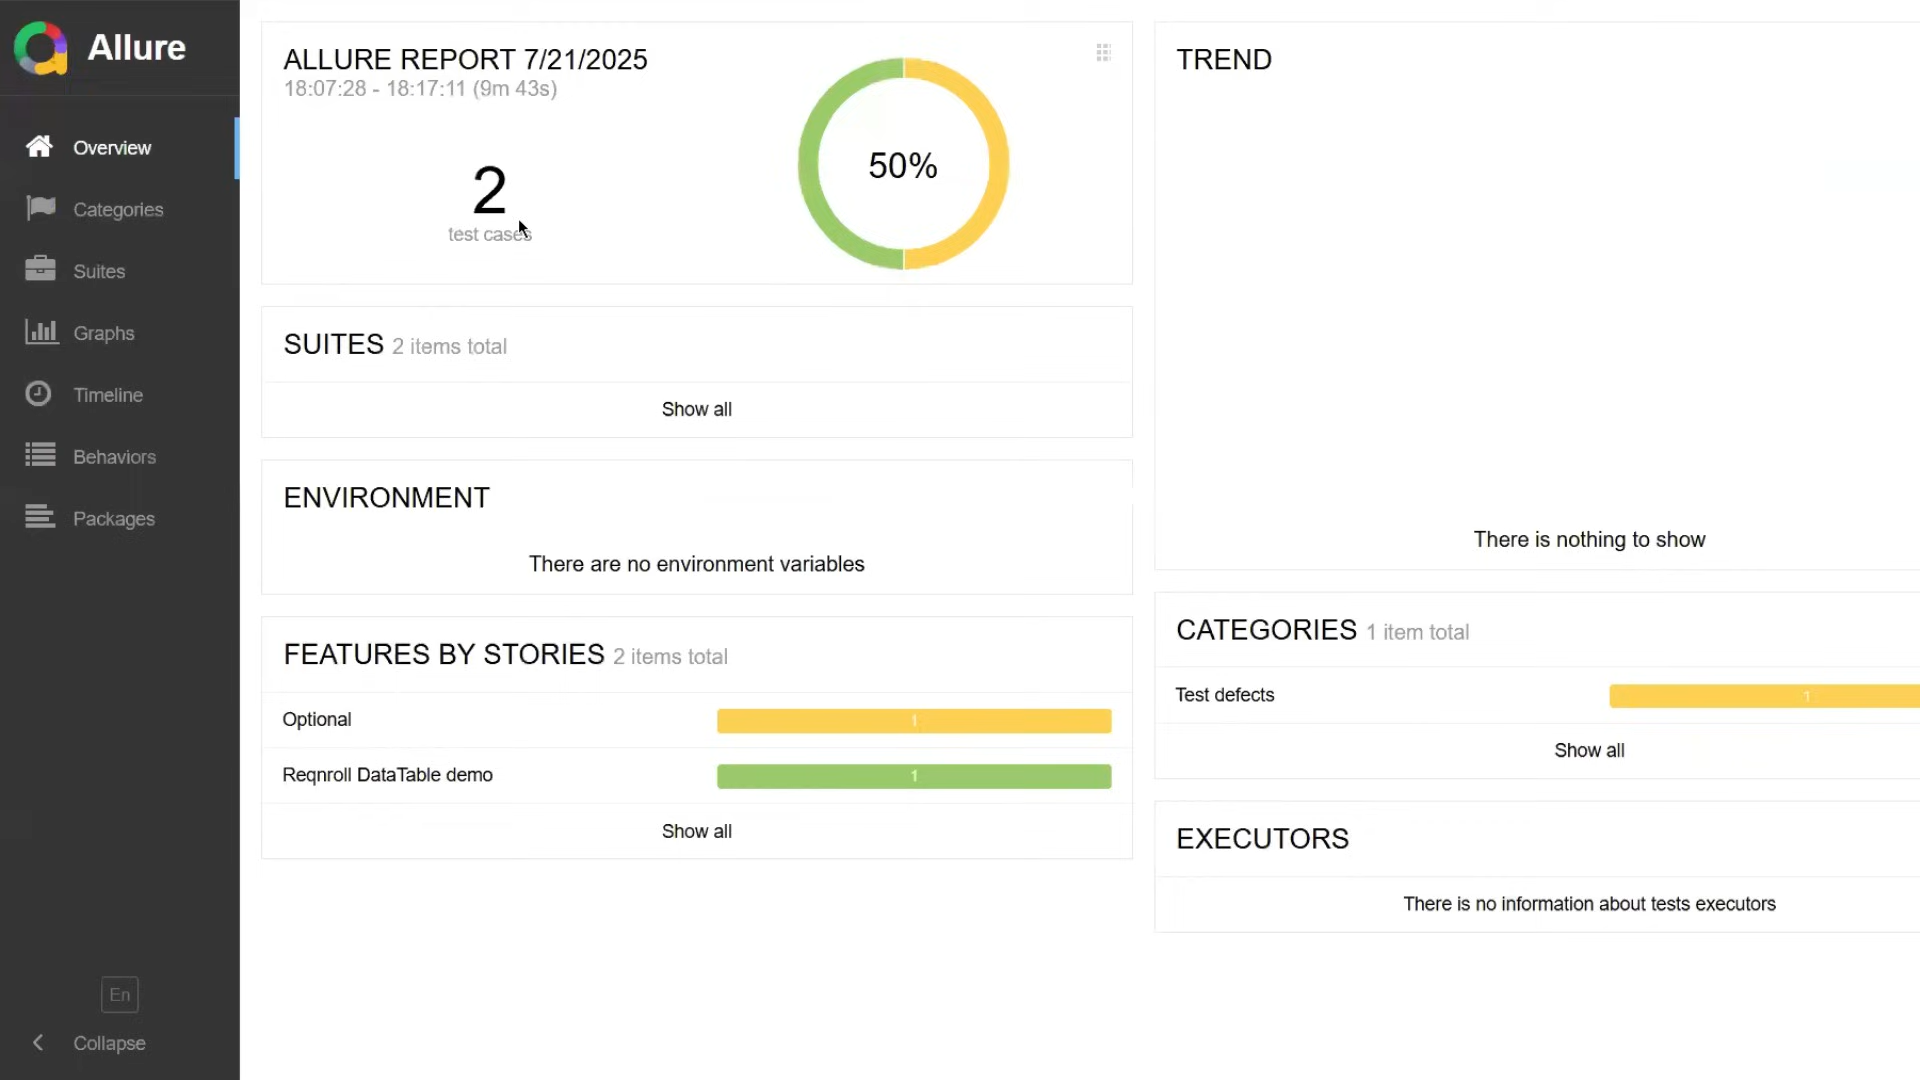 Allure
Overview
Categories
Suites
Graphs
Timeline
Behaviors
Packages
En
Collapse
ALLURE REPORT 7/21/2025
18:07:28 - 18:17:11 (9m 43s)
2
test cases
50%
SUITES 2 items total
Show all
ENVIRONMENT
There are no environment variables
FEATURES BY STORIES 2 items total
Optional 1
Reqnroll DataTable demo 1
Show all
TREND
There is nothing to show
CATEGORIES 1 item total
Test defects 1
Show all
EXECUTORS
There is no information about tests executors